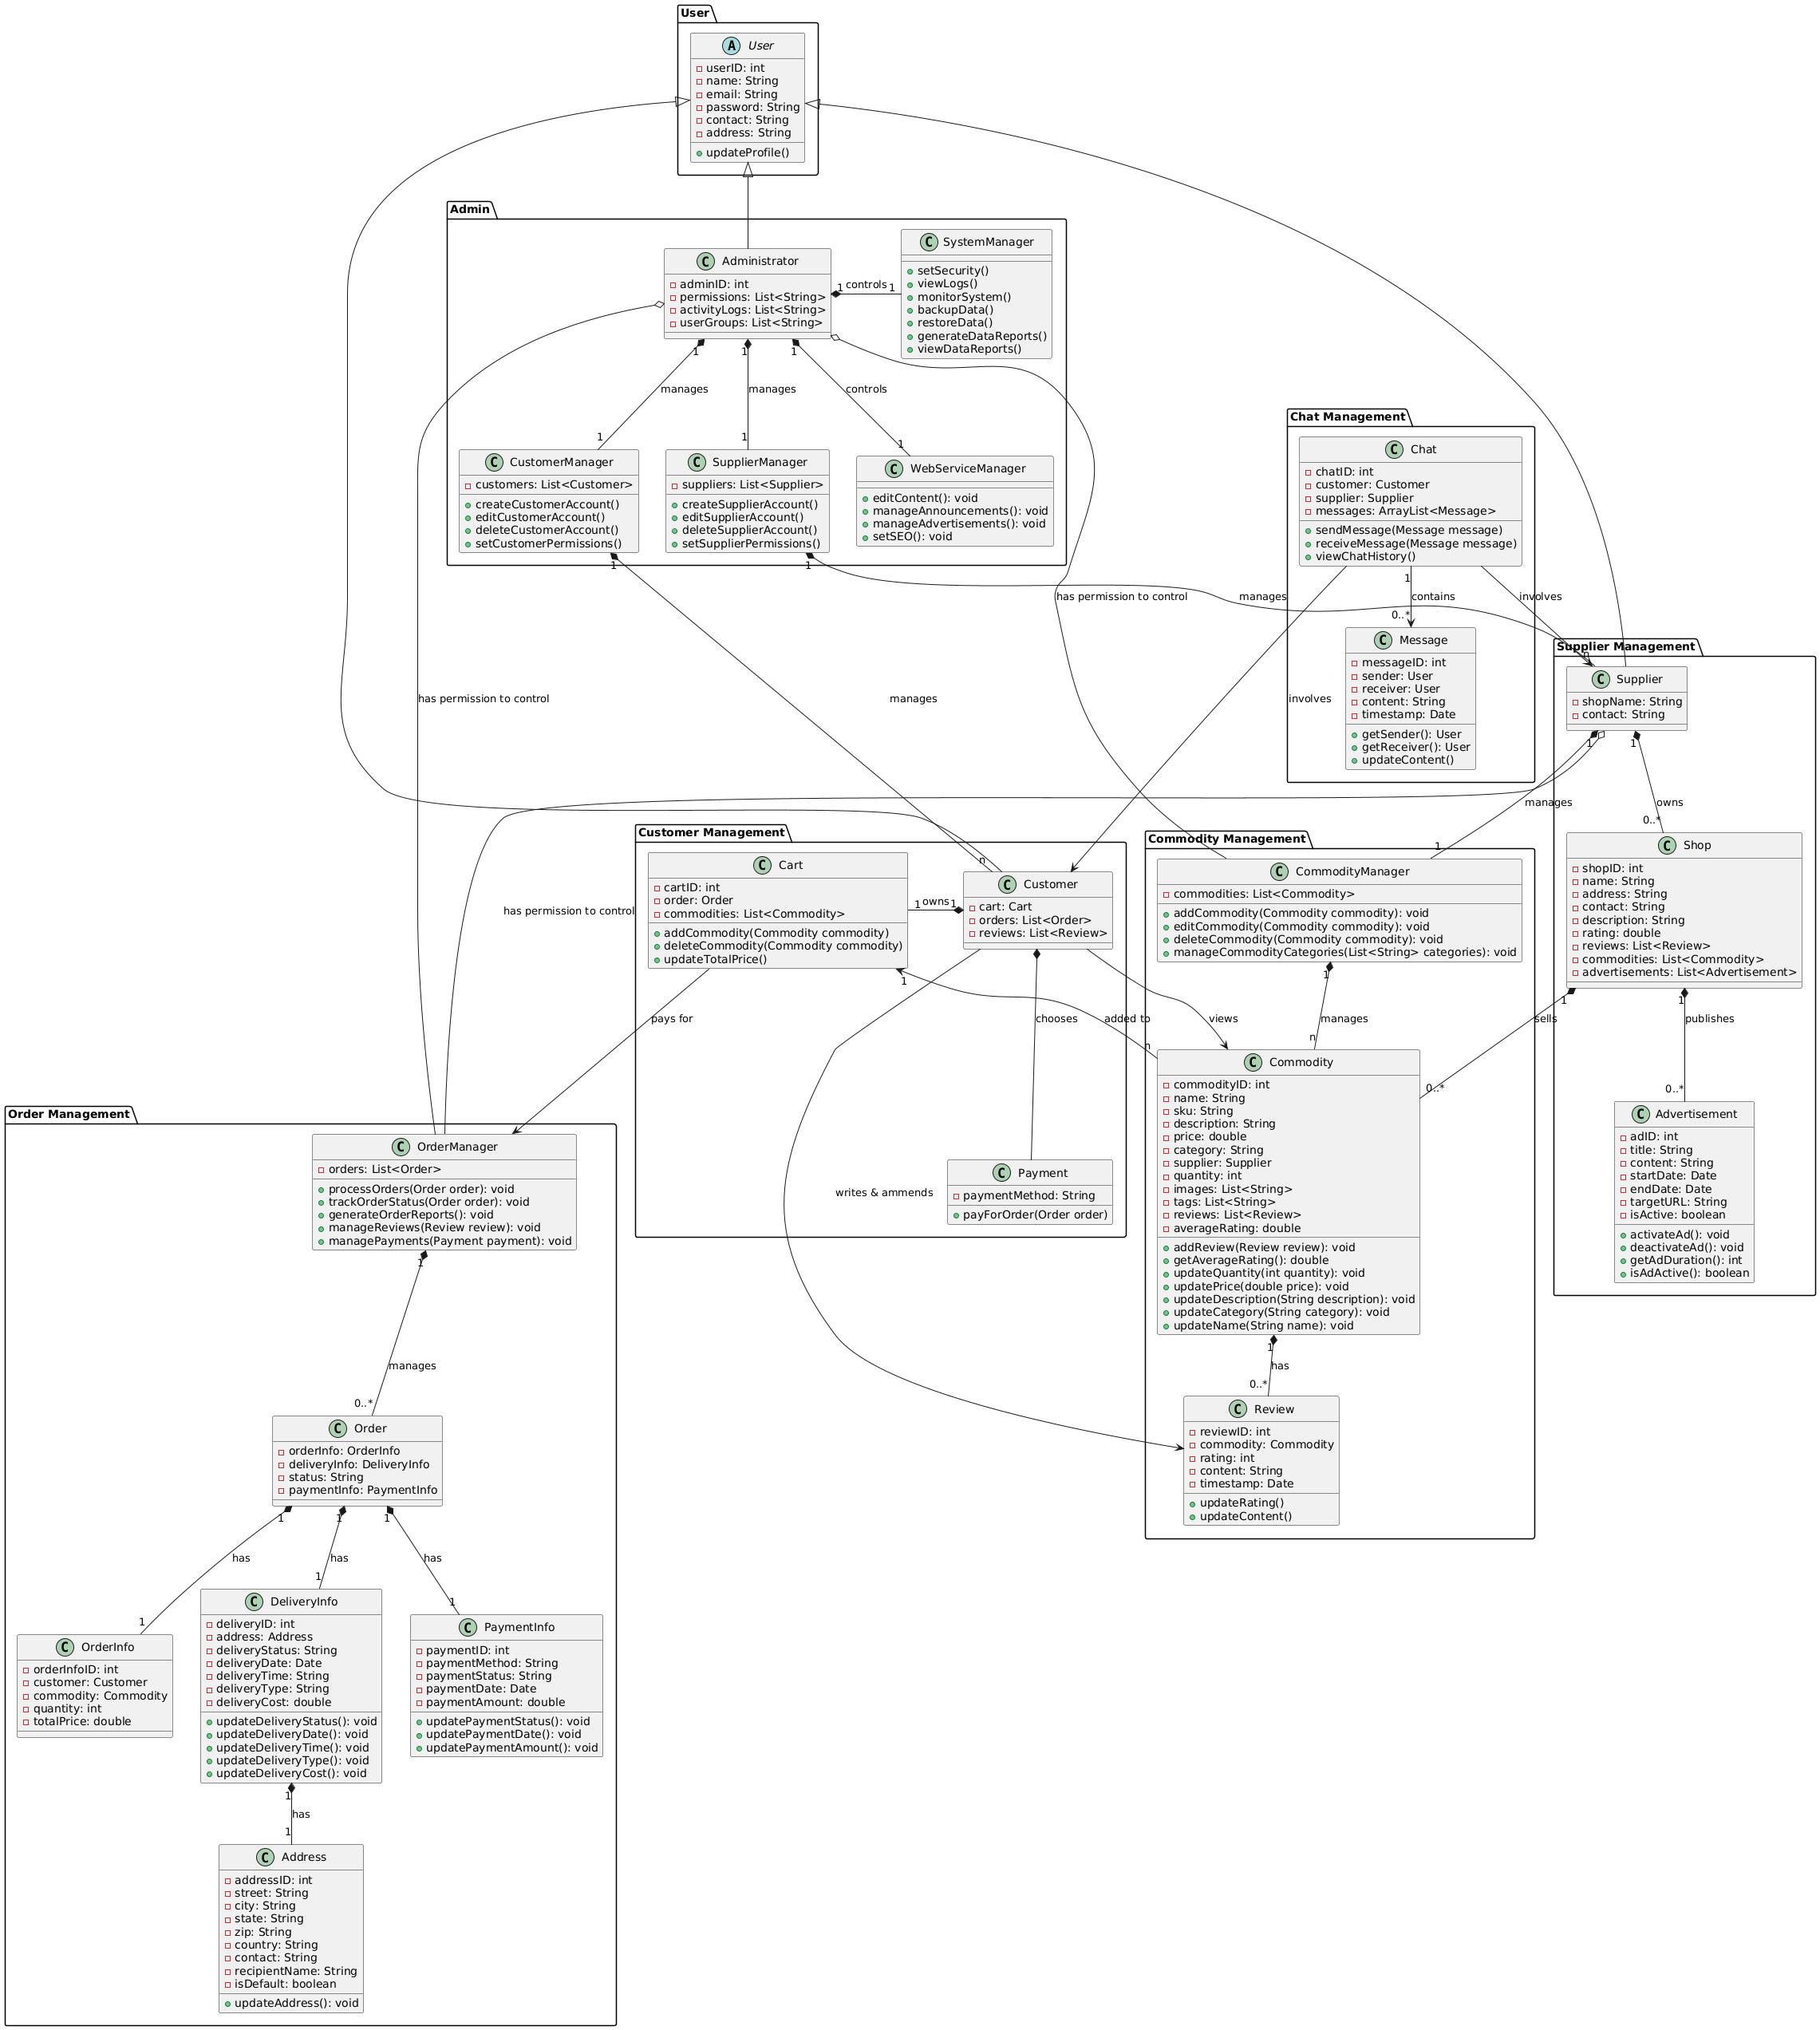 User
A User
userID: int
name: String
email: String
password: String
contact: String
address: String
updateProfile()
Admin
C Administrator
adminID: int
permissions: List<String>
activityLogs: List<String>
userGroups: List<String>
1 controls 1
C SystemManager
setSecurity()
viewLogs()
monitorSystem()
backupData()
restoreData()
generateDataReports()
viewDataReports()
1
1
1
manages
manages
controls
1
1
1
C CustomerManager
customers: List<Customer>
createCustomerAccount()
editCustomerAccount()
deleteCustomerAccount()
setCustomerPermissions()
1
C SupplierManager
suppliers: List<Supplier>
createSupplierAccount()
editSupplierAccount()
deleteSupplierAccount()
setSupplierPermissions()
1
C WebServiceManager
editContent(): void
manageAnnouncements(): void
manageAdvertisements(): void
setSEO(): void
Chat Management
C Chat
chatID: int
customer: Customer
supplier: Supplier
messages: ArrayList<Message>
sendMessage(Message message)
receiveMessage(Message message)
viewChatHistory()
has permission to control
manages
1
contains
involves
0..*
C Message
messageID: int
sender: User
receiver: User
content: String
timestamp: Date
getSender(): User
getReceiver(): User
updateContent()
has permission to control
manages
involves
Supplier Management
n
C Supplier
shopName: String
contact: String
1
1
manages
owns
1
0..*
C Shop
shopID: int
name: String
address: String
contact: String
description: String
rating: double
reviews: List<Review>
commodities: List<Commodity>
advertisements: List<Advertisement>
1
1
sells
publishes
0..*
0..*
C Advertisement
adID: int
title: String
content: String
startDate: Date
endDate: Date
targetURL: String
isActive: boolean
activateAd(): void
deactivateAd(): void
getAdDuration(): int
isAdActive(): boolean
Customer Management
C Cart
cartID: int
order: Order
commodities: List<Commodity>
addCommodity(Commodity commodity)
deleteCommodity(Commodity commodity)
updateTotalPrice()
1 owns 1
n
C Customer
cart: Cart
orders: List<Order>
reviews: List<Review>
has permission to control
1
pays for
chooses
added to
views
n
writes & ammends
C Payment
paymentMethod: String
payForOrder(Order order)
Commodity Management
C CommodityManager
commodities: List<Commodity>
addCommodity(Commodity commodity): void
editCommodity(Commodity commodity): void
deleteCommodity(Commodity commodity): void
manageCommodityCategories(List<String> categories): void
1
manages
n
C Commodity
commodityID: int
name: String
sku: String
description: String
price: double
category: String
supplier: Supplier
quantity: int
images: List<String>
tags: List<String>
reviews: List<Review>
averageRating: double
addReview(Review review): void
getAverageRating(): double
updateQuantity(int quantity): void
updatePrice(double price): void
updateDescription(String description): void
updateCategory(String category): void
updateName(String name): void
1
has
0..*
C Review
reviewID: int
commodity: Commodity
rating: int
content: String
timestamp: Date
updateRating()
updateContent()
Order Management
C OrderManager
orders: List<Order>
processOrders(Order order): void
trackOrderStatus(Order order): void
generateOrderReports(): void
manageReviews(Review review): void
managePayments(Payment payment): void
1
manages
0..*
C Order
orderInfo: OrderInfo
deliveryInfo: DeliveryInfo
status: String
paymentInfo: PaymentInfo
1
1
1
has
has
has
1
1
1
C OrderInfo
orderInfoID: int
customer: Customer
commodity: Commodity
quantity: int
totalPrice: double
C DeliveryInfo
deliveryID: int
address: Address
deliveryStatus: String
deliveryDate: Date
deliveryTime: String
deliveryType: String
deliveryCost: double
updateDeliveryStatus(): void
updateDeliveryDate(): void
updateDeliveryTime(): void
updateDeliveryType(): void
updateDeliveryCost(): void
C PaymentInfo
paymentID: int
paymentMethod: String
paymentStatus: String
paymentDate: Date
paymentAmount: double
updatePaymentStatus(): void
updatePaymentDate(): void
updatePaymentAmount(): void
1
has
1
C Address
addressID: int
street: String
city: String
state: String
zip: String
country: String
contact: String
recipientName: String
isDefault: boolean
updateAddress(): void